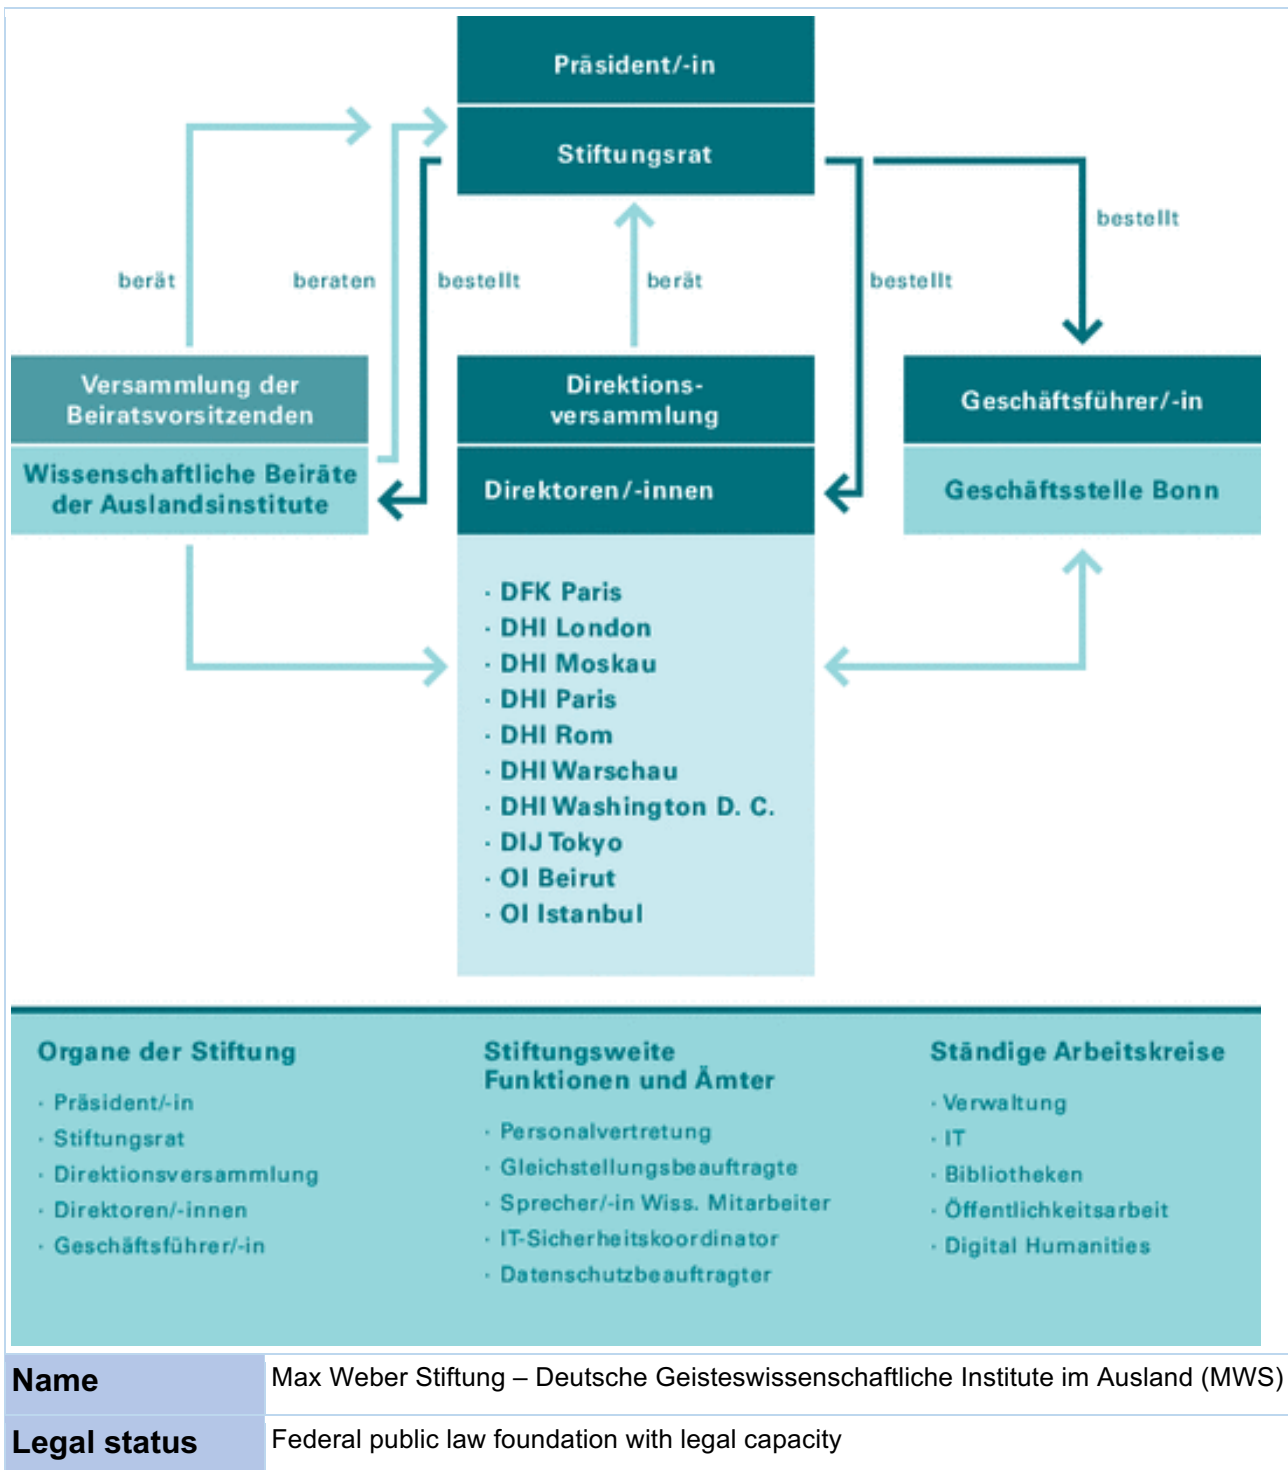 Präsident/-in
Stiftungsrat
bestellt
berät
beraten
bestellt
berät
bestellt
Versammlung der
Beiratsvorsitzenden
Wissenschaftliche Beiräte
der Auslandsinstitute
Direktions-
versammlung
Direktoren/-innen
Geschäftsführer/-in
Geschäftsstelle Bonn
· DFK Paris
· DHI London
· DHI Moskau
· DHI Paris
· DHI Rom
· DHI Warschau
· DHI Washington D. C.
· DIJ Tokyo
· OI Beirut
· OI Istanbul
Organe der Stiftung
· Präsident/-in
· Stiftungsrat
· Direktionsversammlung
· Direktoren/-innen
· Geschäftsführer/-in
Stiftungsweite
Funktionen und Ämter
· Personalvertretung
· Gleichstellungsbeauftragte
· Sprecher/-in Wiss. Mitarbeiter
· IT-Sicherheitskoordinator
· Datenschutzbeauftragter
Ständige Arbeitskreise
· Verwaltung
· IT
· Bibliotheken
· Öffentlichkeitsarbeit
· Digital Humanities
Name
Max Weber Stiftung – Deutsche Geisteswissenschaftliche Institute im Ausland (MWS)
Legal status
Federal public law foundation with legal capacity